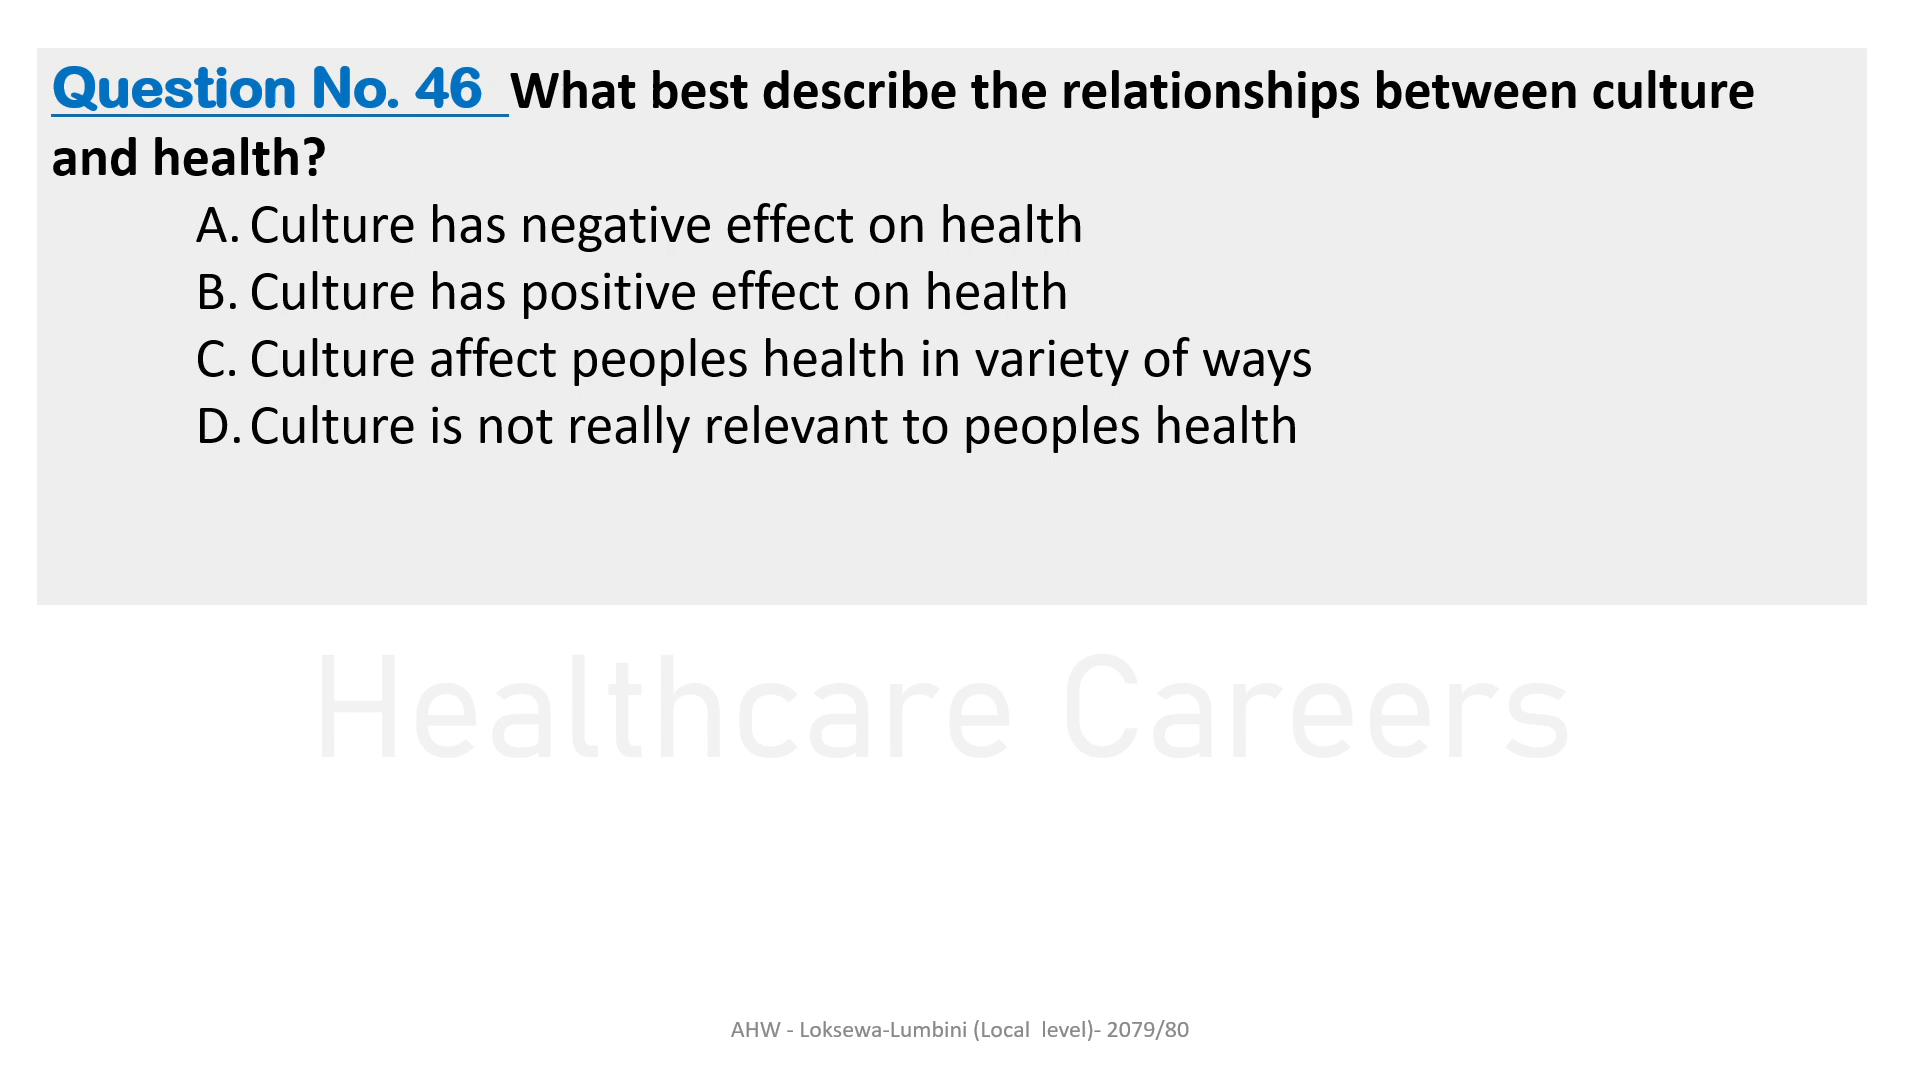 Question No. 46 What best describe the relationships between culture
and health?
A. Culture has negative effect on health
B. Culture has positive effect on health
C. Culture affect peoples health in variety of ways
D. Culture is not really relevant to peoples health
Healthcare Careers
AHW - Loksewa-Lumbini (Local level)- 2079/80